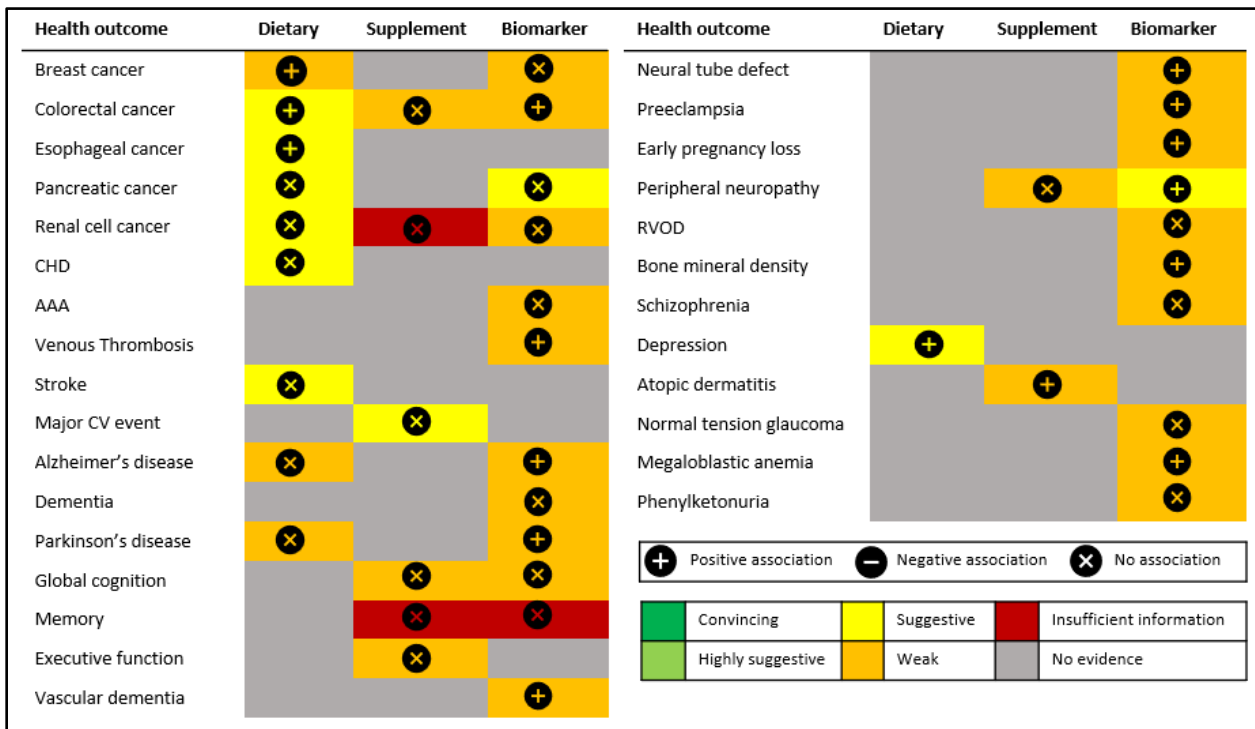 Health outcome Dietary Supplement Biomarker
Breast cancer
Colorectal cancer
Esophageal cancer
Pancreatic cancer
Renal cell cancer
CHD
AAA
Venous Thrombosis
Stroke
Major CV event
Alzheimer's disease
Dementia
Parkinson's disease
Global cognition
Memory
Executive function
Vascular dementia
Health outcome Dietary Supplement Biomarker
Neural tube defect
Preeclampsia
Early pregnancy loss
Peripheral neuropathy
RVOD
Bone mineral density
Schizophrenia
Depression
Atopic dermatitis
Normal tension glaucoma
Megaloblastic anemia
Phenylketonuria
Positive association Negative association No association
Convincing Suggestive Insufficient information
Highly suggestive Weak No evidence